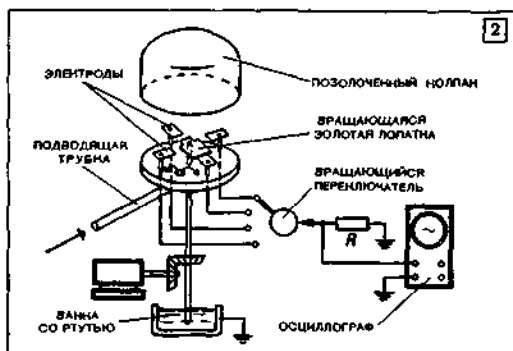 2
ЭЛЕКТРОДЫ
ПОЗОЛОЧЕННЫЙ КОЛПАК
ВРАЩАЮЩАЯСЯ
ЗОЛОТАЯ ЛОПАТКА
ПОДВОДЯЩАЯ
ТРУБКА
ВРАЩАЮЩИЙСЯ
ПЕРЕКЛЮЧАТЕЛЬ
R
ВАННА
СО РТУТЬЮ
ОСЦИЛЛОГРАФ